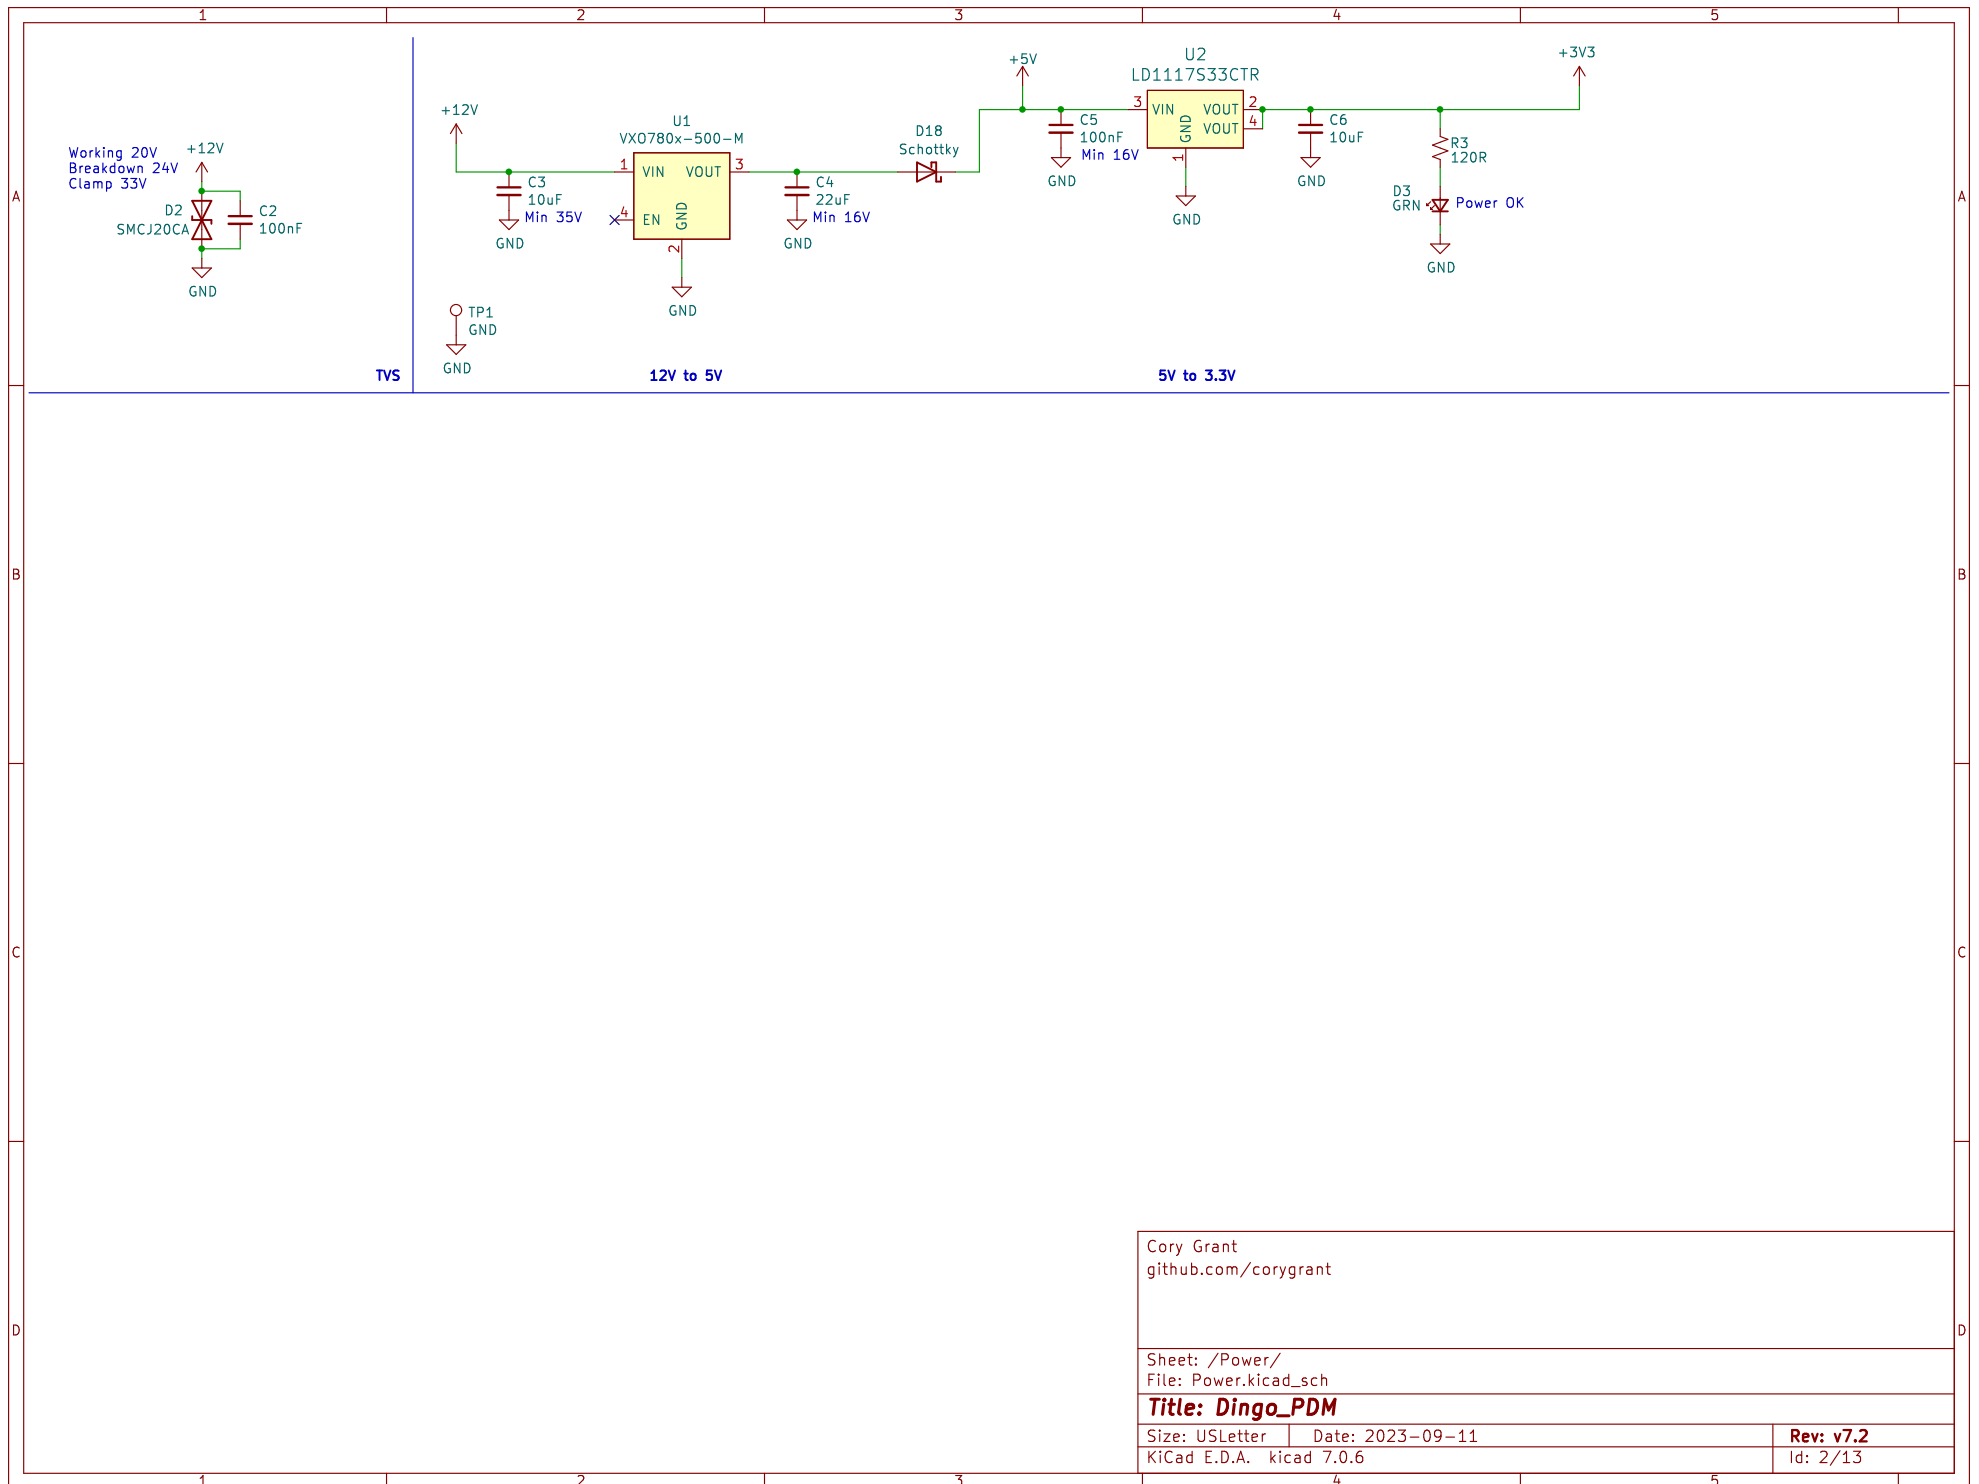 1 2 3 4 5
A
B
C
D
A
B
C
D
Working 20V
Breakdown 24V
Clamp 33V
+12V
D2
SMCJ20CA
C2
100nF
GND
TVS
+12V
C3
10uF
Min 35V
GND
U1
VXO780x-500-M
1
VIN
VOUT
3
4
EN
GND
2
GND
C4
22uF
Min 16V
GND
TP1
GND
GND
12V to 5V
D18
Schottky
+5V
C5
100nF
Min 16V
GND
U2
LD1117S33CTR
3
VIN
VOUT
2
VOUT
4
GND
1
GND
C6
10uF
GND
R3
120R
D3
GRN
Power OK
GND
+3V3
5V to 3.3V
Cory Grant
github.com/corygrant
Sheet: /Power/
File: Power.kicad_sch
Title: Dingo_PDM
Size: USLetter
Date: 2023-09-11
Rev: v7.2
KiCad E.D.A. kicad 7.0.6
Id: 2/13
1 2 3 4 5